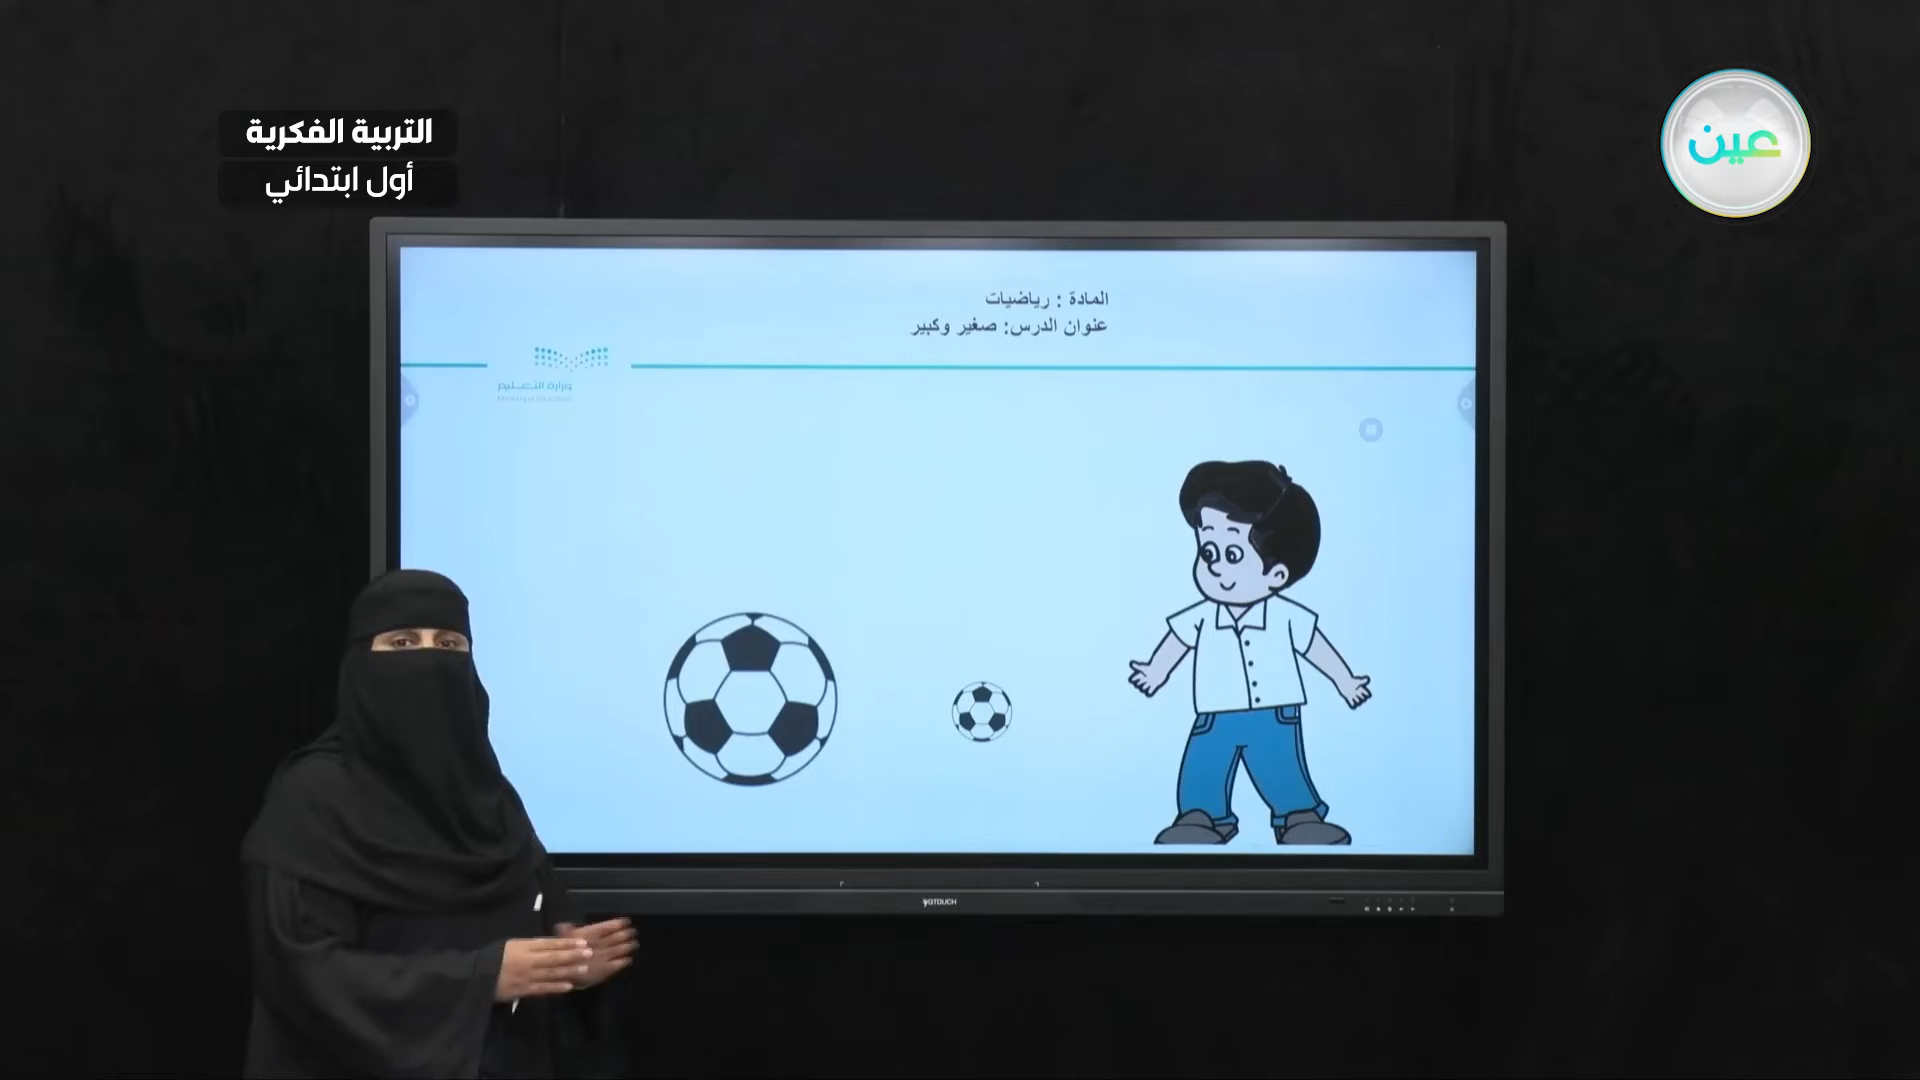 التربية الفكرية
أول ابتدائي
عين
المادة : رياضيات
عنوان الدرس: صغير وكبير
وزارة التعليم